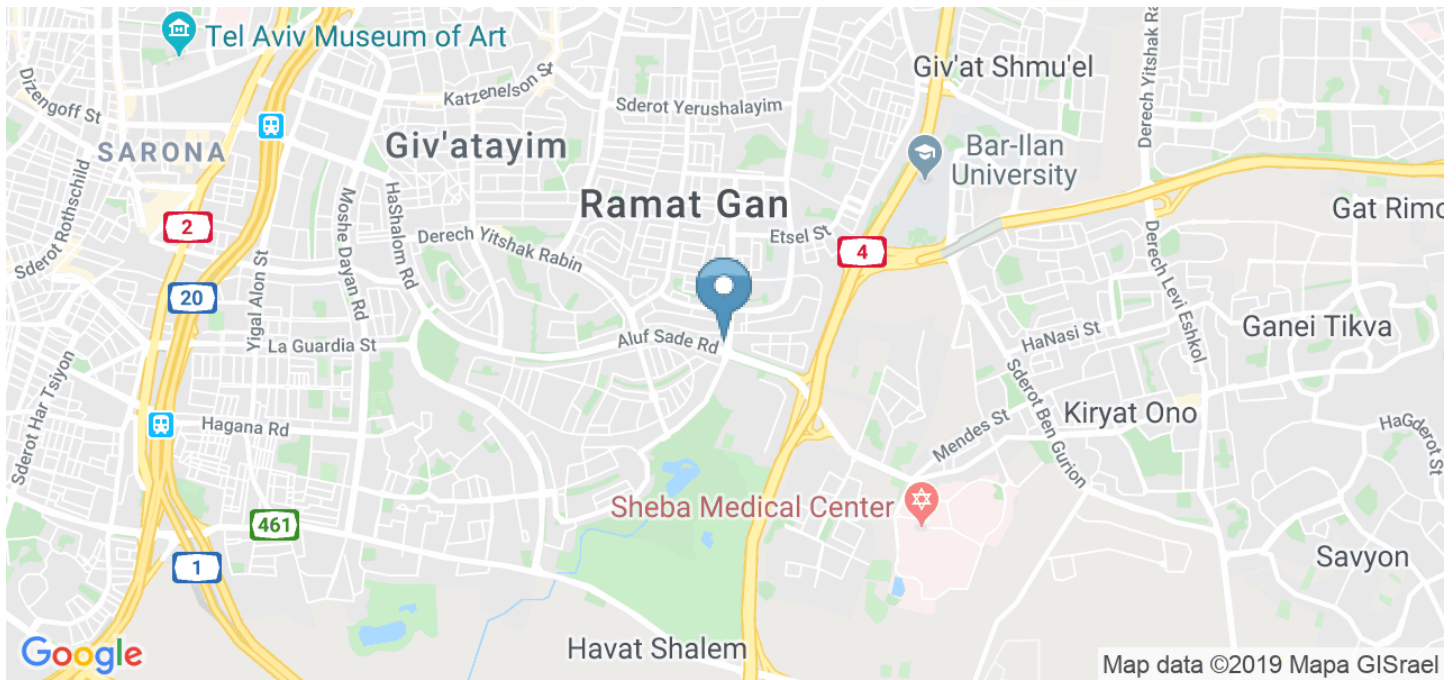 Tel Aviv Museum of Art
Giv'at Shmu'el
Derech Yitshak Ra
Dizengoff St
Katzenelson St
Sderot Yerushalayim
SARONA
Giv'atayim
Bar-Ilan
University
Sderot Rothschild
Moshe Dayan Rd
HaShalom Rd
Ramat Gan
Gat Rimo
2
Derech Yitshak Rabin
Etsel St
4
Derech Levi Eshkol
20
Yigal Alon St
La Guardia St
Aluf Sade Rd
HaNasi St
Ganei Tikva
Sderot Har Tsiyon
Hagana Rd
Sderot Ben Gurion
Kiryat Ono
Mendes St
HaGderot St
Sheba Medical Center
461
1
Savyon
Havat Shalem
Google
Map data ©2019 Mapa GISrael